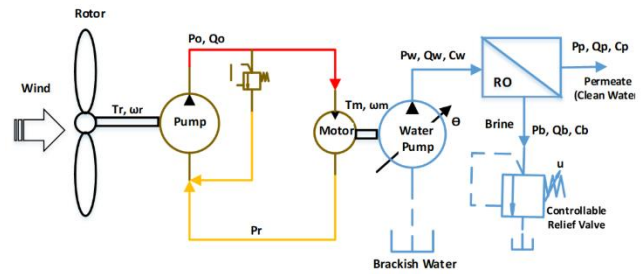 Rotor
Po, Qo
Pw, Qw, Cw
Pp, Qp, Cp
Wind
Tr, ωr
Pump
Tm, ωm
Motor
Water
Pump
Θ
RO
Permeate
(Clean Water)
Brine
Pb, Qb, Cb
u
Controllable
Relief Valve
Pr
Brackish Water